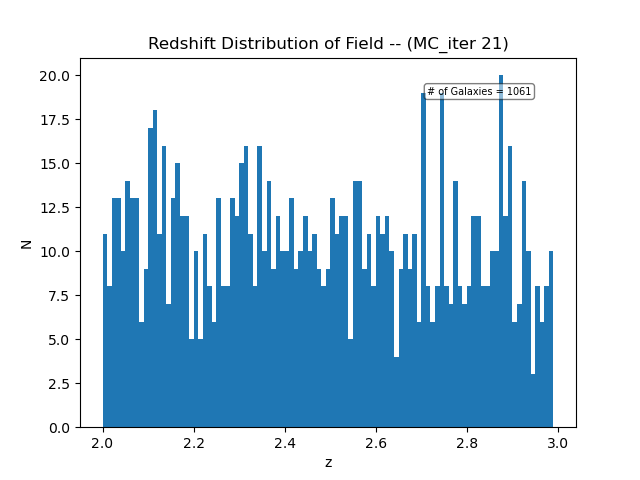 Redshift Distribution of Field -- (MC_iter 21)
20.0
# of Galaxies = 1061
17.5
15.0
12.5
N
10.0
7.5
5.0
2.5
0.0
2.0 2.2 2.4 2.6 2.8 3.0
z